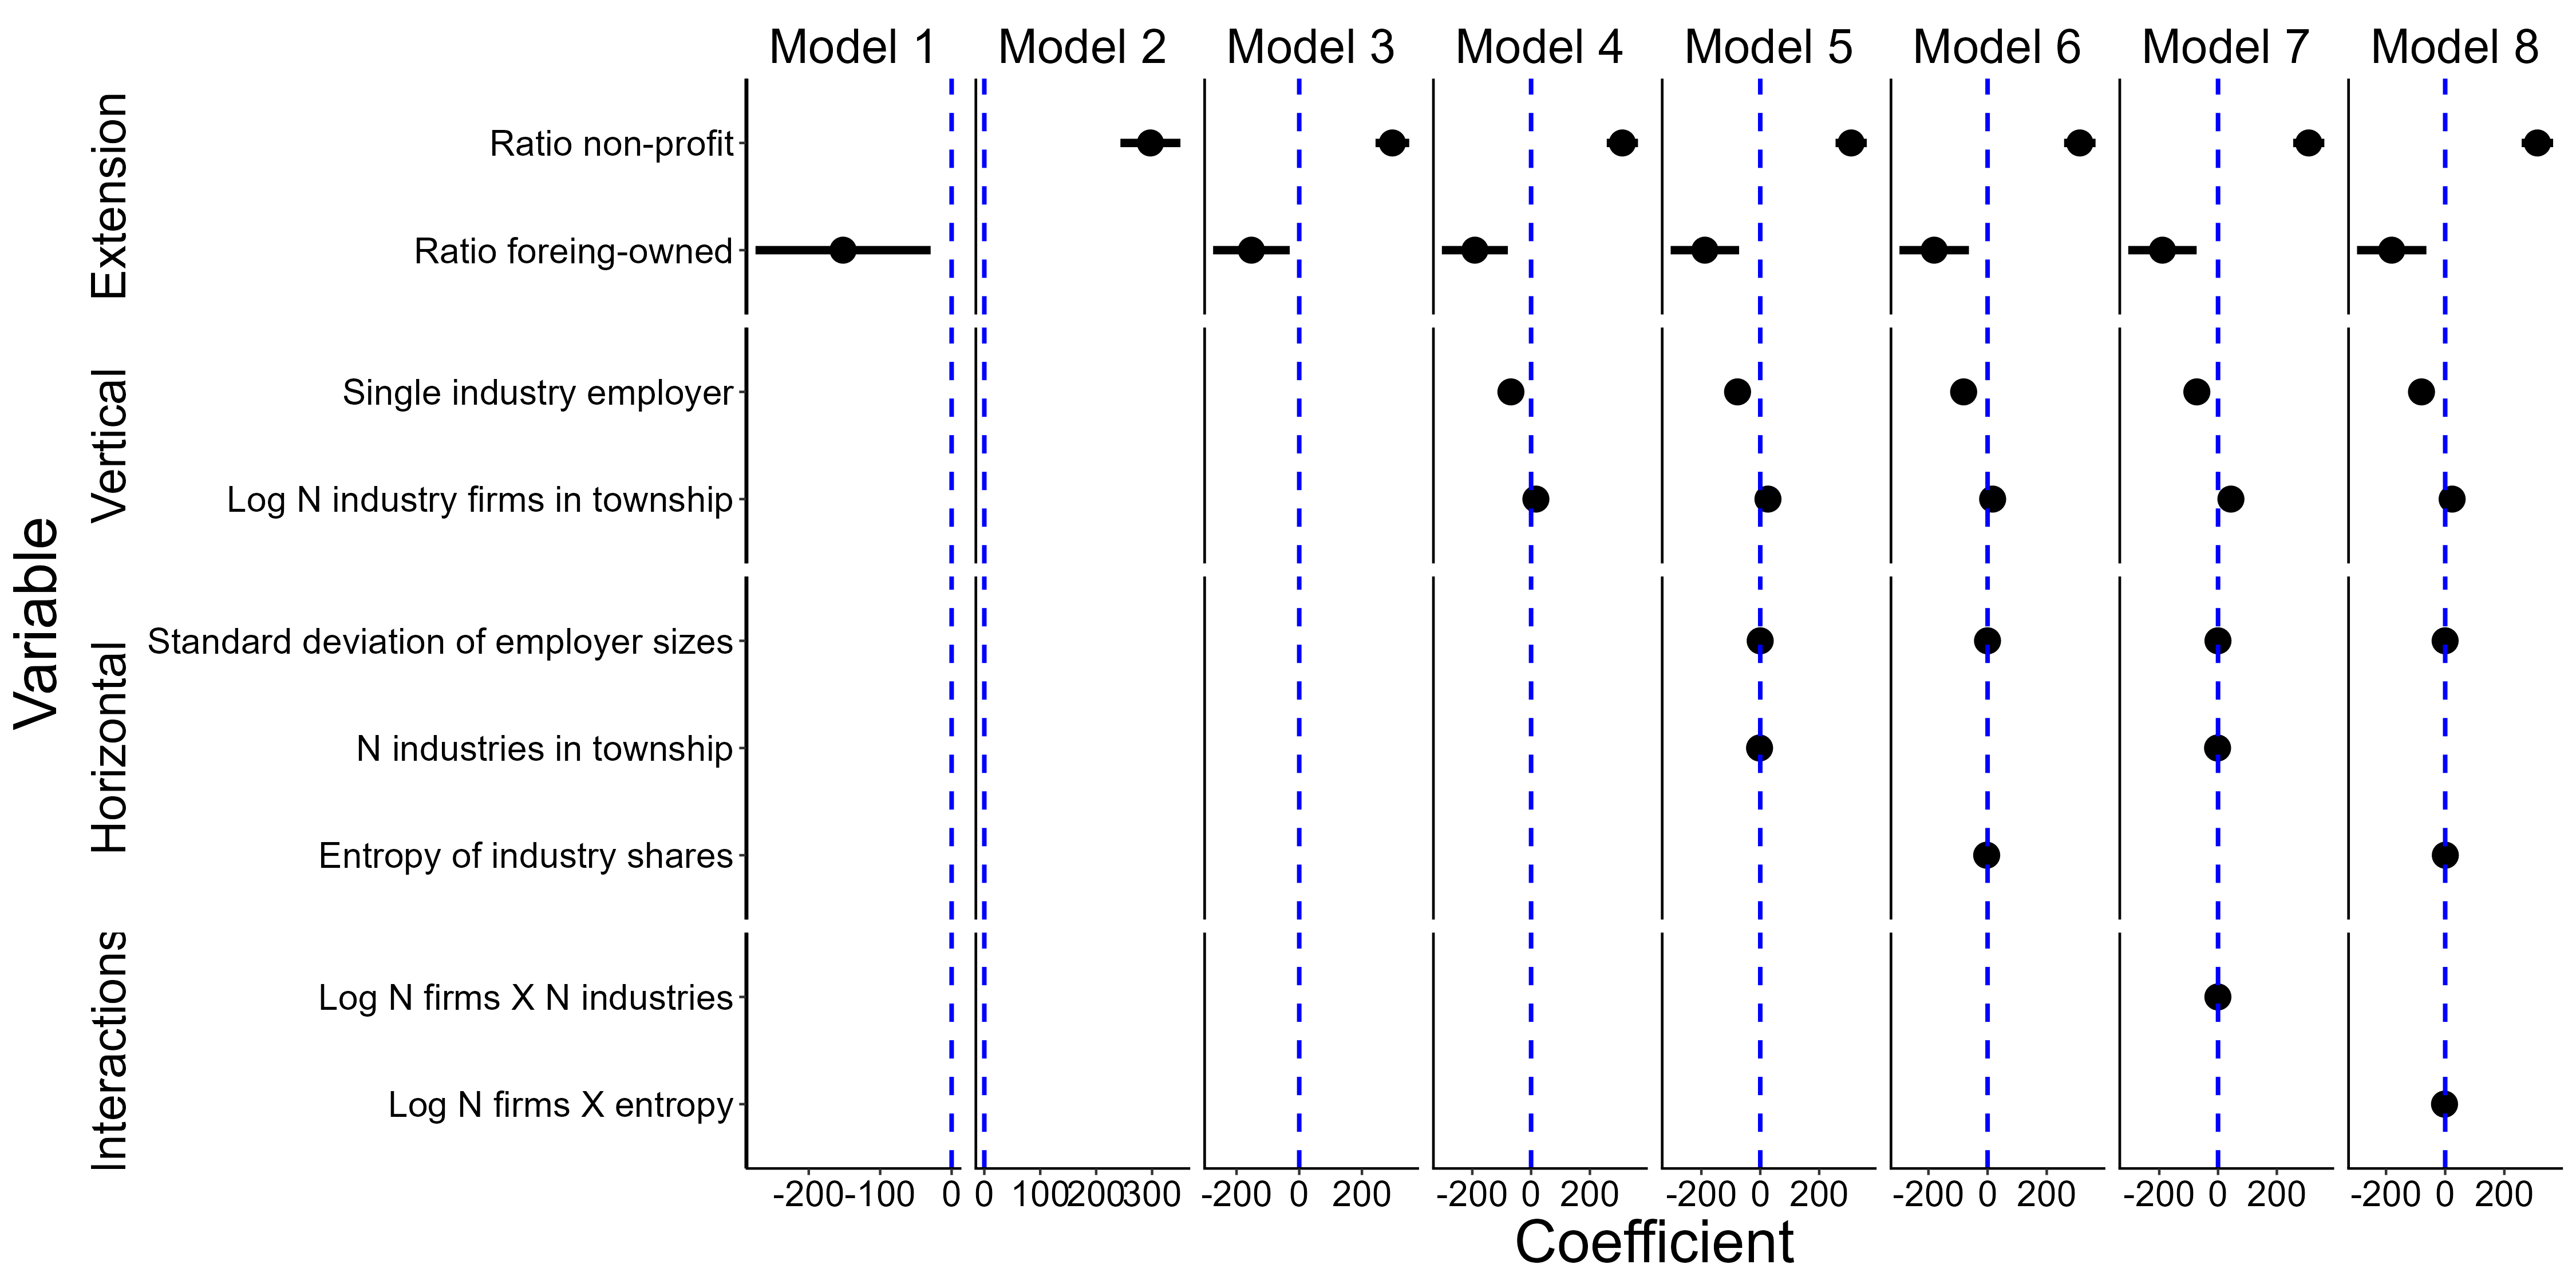 Model 1 Model 2 Model 3 Model 4 Model 5 Model 6 Model 7 Model 8
Variable
Extension
Ratio non-profit
Ratio foreing-owned
Vertical
Single industry employer
Log N industry firms in township
Horizontal
Standard deviation of employer sizes
N industries in township
Entropy of industry shares
Interactions
Log N firms X N industries
Log N firms X entropy
-200 -100 0 0 100 200 300 -200 0 200 -200 0 200 -200 0 200 -200 0 200 -200 0 200 -200 0 200
Coefficient